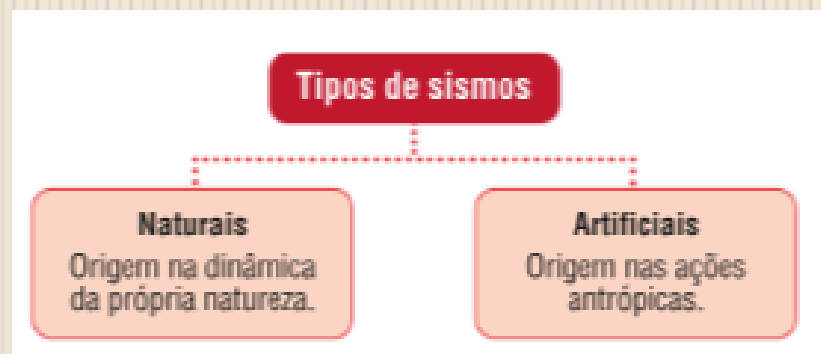 Tipos de sismos
Naturais
Origem na dinâmica
da própria natureza.
Artificiais
Origem nas ações
antrópicas.